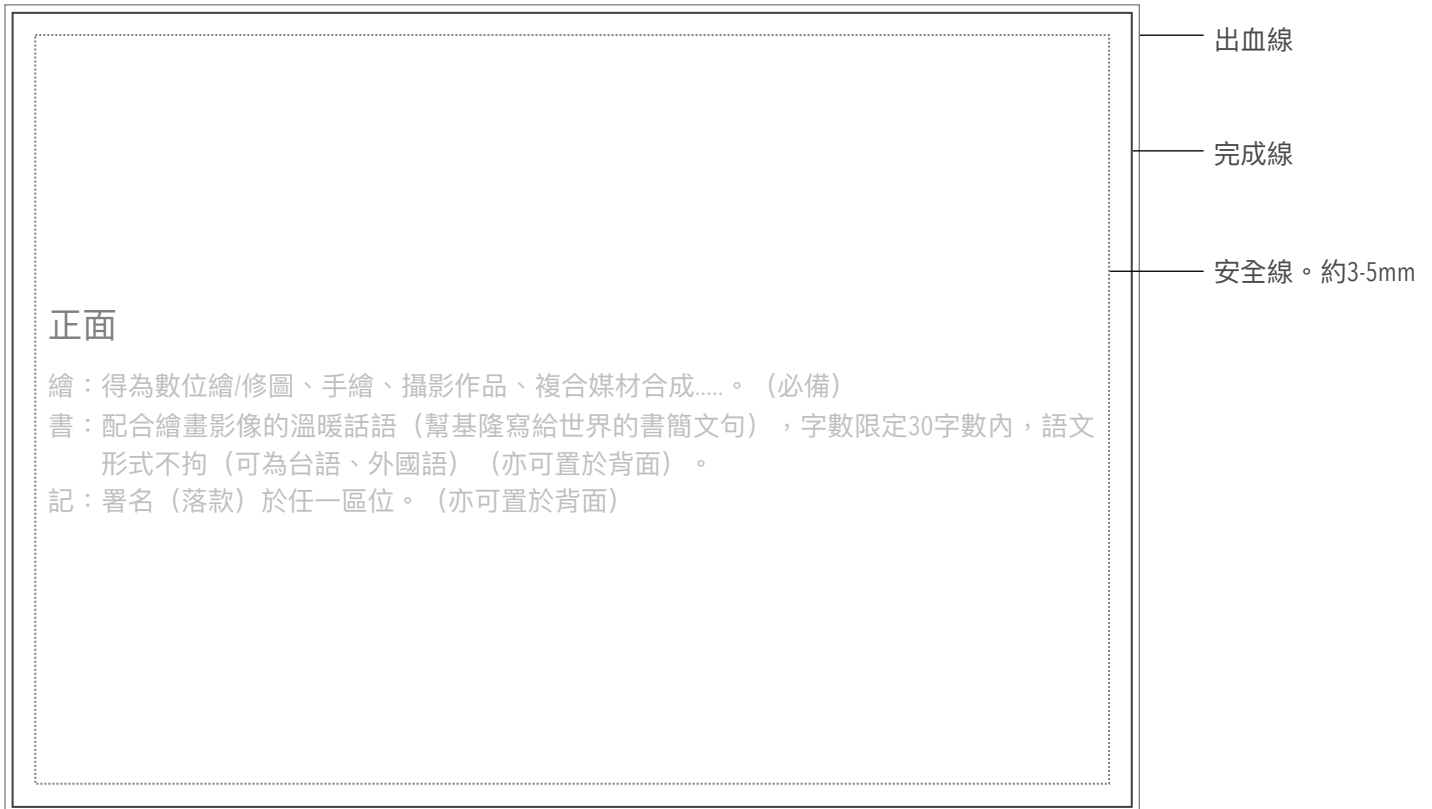 出血線
完成線
安全線。約3-5mm
正面
繪：得為數位繪/修圖、手繪、攝影作品、複合媒材合成.....。（必備）
書：配合繪畫影像的溫暖話語（幫基隆寫給世界的書簡文句），字數限定30字數內，語文
形式不拘（可為台語、外國語）（亦可置於背面）。
記：署名（落款）於任一區位。（亦可置於背面）